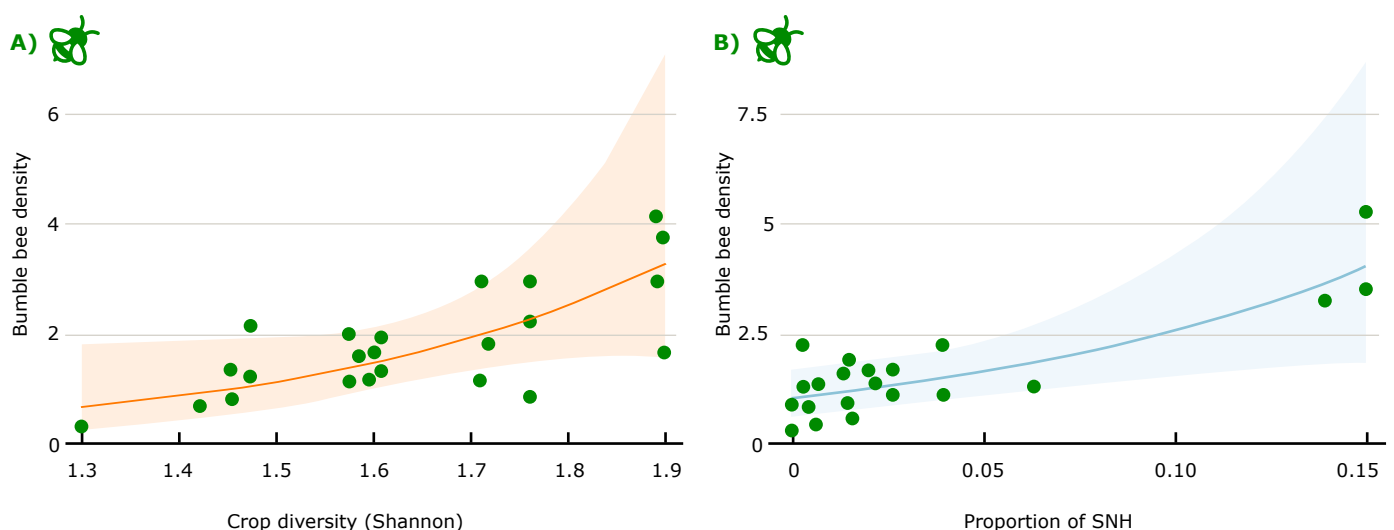 A)
Bumble bee density
6
4
2
0
1.3 1.4 1.5 1.6 1.7 1.8 1.9
Crop diversity (Shannon)
B)
Bumble bee density
7.5
5
2.5
0
0 0.05 0.10 0.15
Proportion of SNH